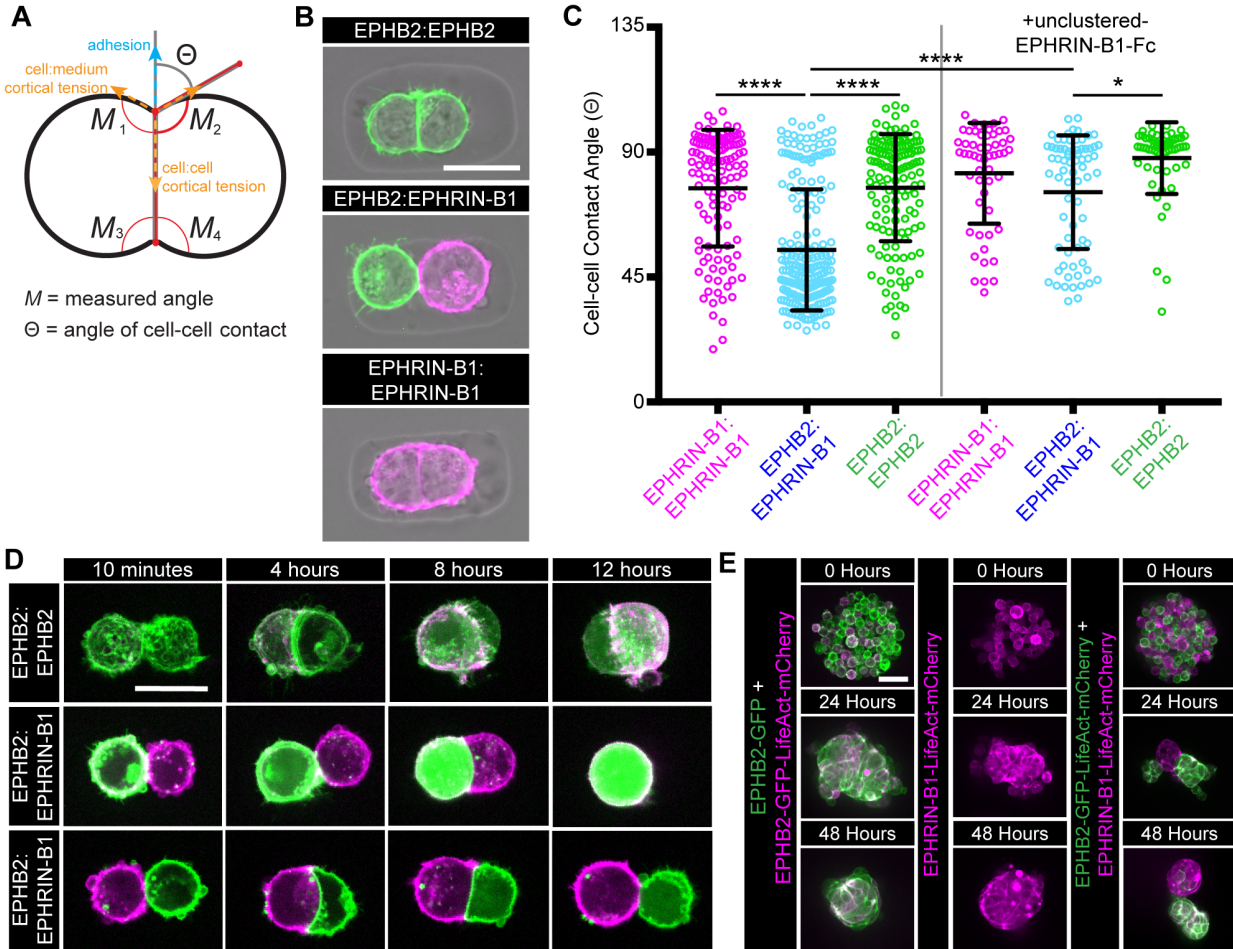 A
adhesion
Θ
cell:medium
cortical tension
M1
M2
cell:cell
cortical tension
M3
M4
M = measured angle
Θ = angle of cell-cell contact
B
EPHB2:EPHB2
EPHB2:EPHRIN-B1
EPHRIN-B1:
EPHRIN-B1
C
+unclustered-
EPHRIN-B1-Fc
****
****
****
*
Cell-cell Contact Angle (Θ)
135
90
45
0
EPHRIN-B1:
EPHRIN-B1
EPHB2:
EPHRIN-B1
EPHB2:
EPHB2
EPHRIN-B1:
EPHRIN-B1
EPHB2:
EPHRIN-B1
EPHB2:
EPHB2
D
10 minutes
4 hours
8 hours
12 hours
EPHB2:
EPHB2
EPHB2:
EPHRIN-B1
EPHB2:
EPHRIN-B1
E
EPHB2-GFP +
EPHB2-GFP-LifeAct-mCherry
0 Hours
24 Hours
48 Hours
EPHRIN-B1-LifeAct-mCherry
0 Hours
24 Hours
48 Hours
EPHB2-GFP-LifeAct-mCherry +
EPHRIN-B1-LifeAct-mCherry
0 Hours
24 Hours
48 Hours